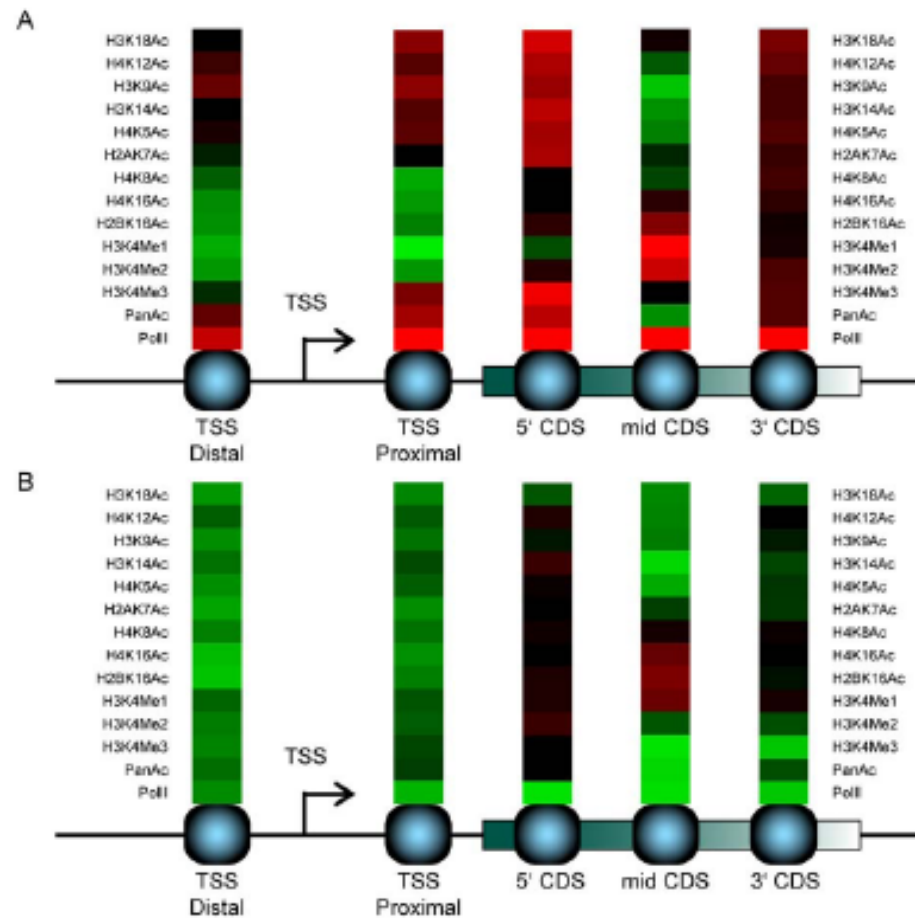 A
H3K18Ac H3K18Ac
H4K12Ac H4K12Ac
H3K9Ac H3K9Ac
H3K14Ac H3K14Ac
H4K5Ac H4K5Ac
H2AK7Ac H2AK7Ac
H4K8Ac H4K8Ac
H4K16Ac H4K16Ac
H2BK16Ac H2BK16Ac
H3K4Me1 H3K4Me1
H3K4Me2 H3K4Me2
H3K4Me3 H3K4Me3
TSS
PanAc PanAc
PolII PolII
TSS TSS 5' CDS mid CDS 3' CDS
Distal Proximal
B
H3K18Ac H3K18Ac
H4K12Ac H4K12Ac
H3K9Ac H3K9Ac
H3K14Ac H3K14Ac
H4K5Ac H4K5Ac
H2AK7Ac H2AK7Ac
H4K8Ac H4K8Ac
H4K16Ac H4K16Ac
H2BK16Ac H2BK16Ac
H3K4Me1 H3K4Me1
H3K4Me2 H3K4Me2
H3K4Me3 H3K4Me3
TSS
PanAc PanAc
PolII PolII
TSS TSS 5' CDS mid CDS 3' CDS
Distal Proximal